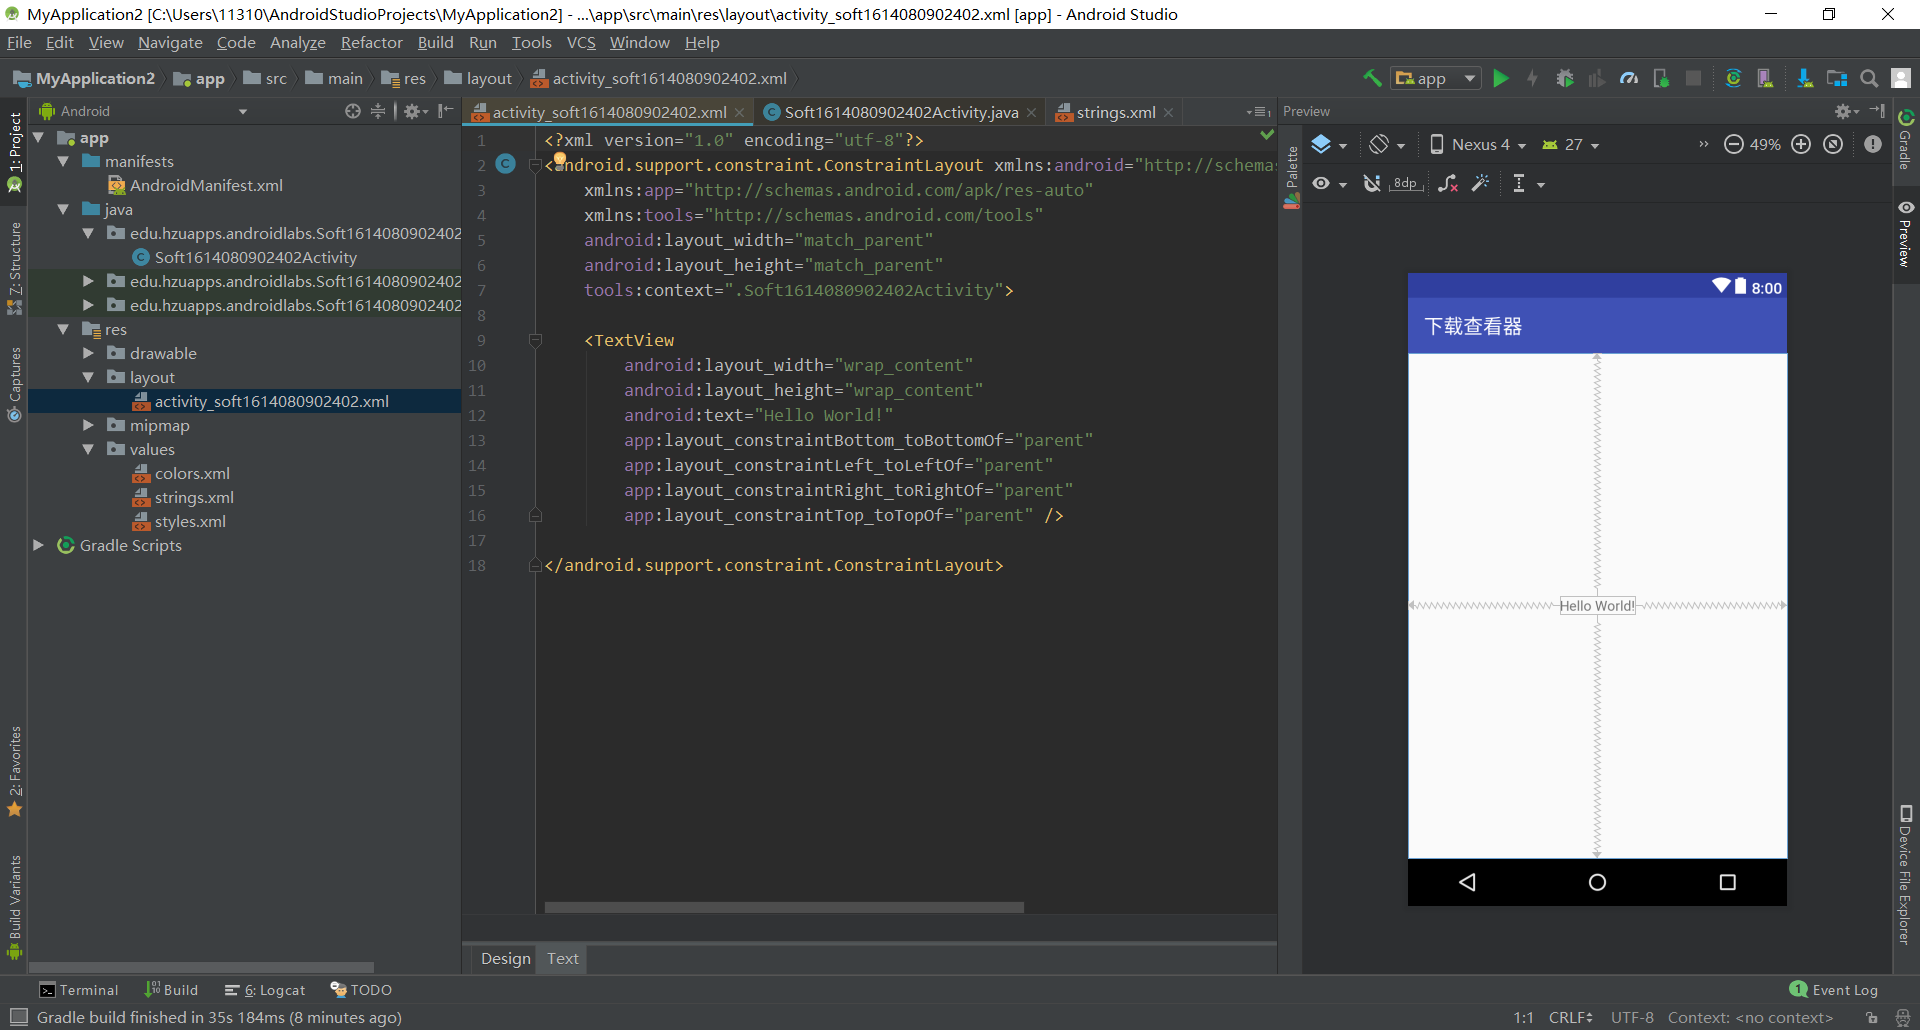 MyApplication2 [C:\Users\11310\AndroidStudioProjects\MyApplication2] - ...\app\src\main\res\layout\activity_soft1614080902402.xml [app] - Android Studio
File Edit View Navigate Code Analyze Refactor Build Run Tools VCS Window Help
MyApplication2 app src main res layout activity_soft1614080902402.xml
app
Android
activity_soft1614080902402.xml Soft1614080902402Activity.java strings.xml
Preview
1: Project
Z: Structure
Captures
2: Favorites
Build Variants
app
manifests
AndroidManifest.xml
java
edu.hzuapps.androidlabs.Soft1614080902402
Soft1614080902402Activity
edu.hzuapps.androidlabs.Soft1614080902402
edu.hzuapps.androidlabs.Soft1614080902402
res
drawable
layout
activity_soft1614080902402.xml
mipmap
values
colors.xml
strings.xml
styles.xml
Gradle Scripts
1 <?xml version="1.0" encoding="utf-8"?>
2 <android.support.constraint.ConstraintLayout xmlns:android="http://schemas
3 xmlns:app="http://schemas.android.com/apk/res-auto"
4 xmlns:tools="http://schemas.android.com/tools"
5 android:layout_width="match_parent"
6 android:layout_height="match_parent"
7 tools:context=".Soft1614080902402Activity">
8
9 <TextView
10 android:layout_width="wrap_content"
11 android:layout_height="wrap_content"
12 android:text="Hello World!"
13 app:layout_constraintBottom_toBottomOf="parent"
14 app:layout_constraintLeft_toLeftOf="parent"
15 app:layout_constraintRight_toRightOf="parent"
16 app:layout_constraintTop_toTopOf="parent" />
17
18 </android.support.constraint.ConstraintLayout>
Design Text
Palette
Nexus 4 27 49%
8dp
8:00
下载查看器
Hello World!
Gradle
Preview
Device File Explorer
Terminal Build 6: Logcat TODO
1 Event Log
Gradle build finished in 35s 184ms (8 minutes ago)
1:1 CRLF UTF-8 Context: <no context>